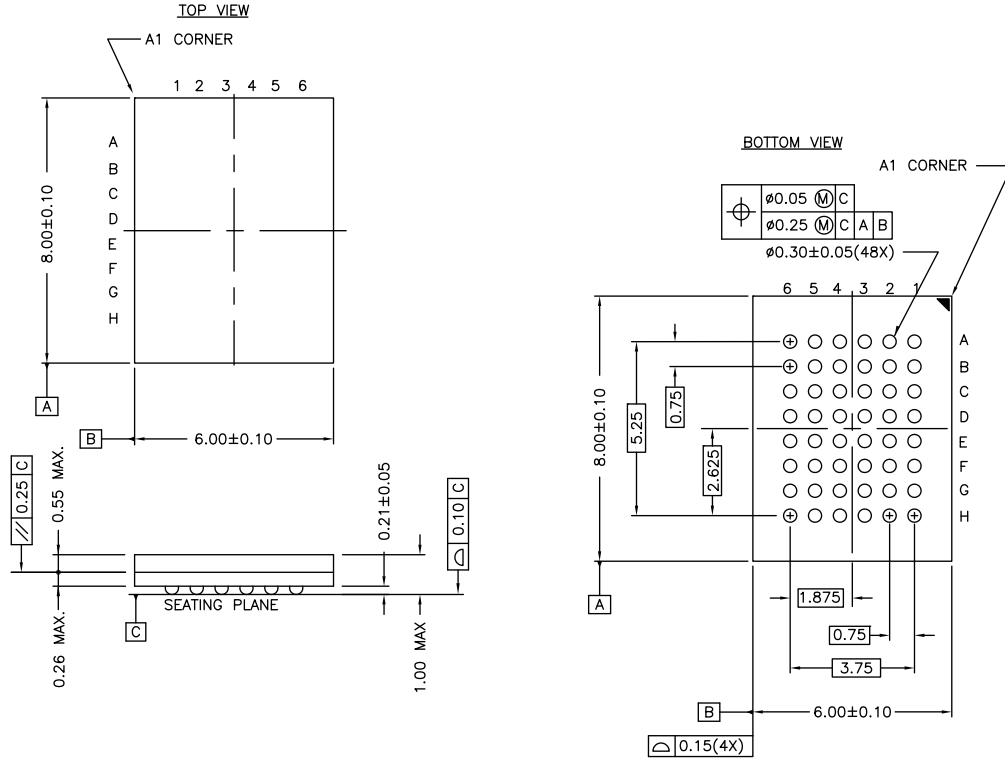 TOP VIEW
A1 CORNER
1 2 3 4 5 6
A
B
C
D
E
F
G
H
8.00±0.10
A
B
6.00±0.10
// 0.25 C
0.55 MAX.
0.21±0.05
⌓ 0.10 C
SEATING PLANE
C
0.26 MAX.
1.00 MAX
BOTTOM VIEW
A1 CORNER
⌖ ø0.05 Ⓜ C
ø0.25 Ⓜ C A B
ø0.30±0.05(48X)
6 5 4 3 2 1
A
B
C
D
E
F
G
H
8.00±0.10
5.25
0.75
2.625
A
1.875
0.75
3.75
B
6.00±0.10
⌓ 0.15(4X)